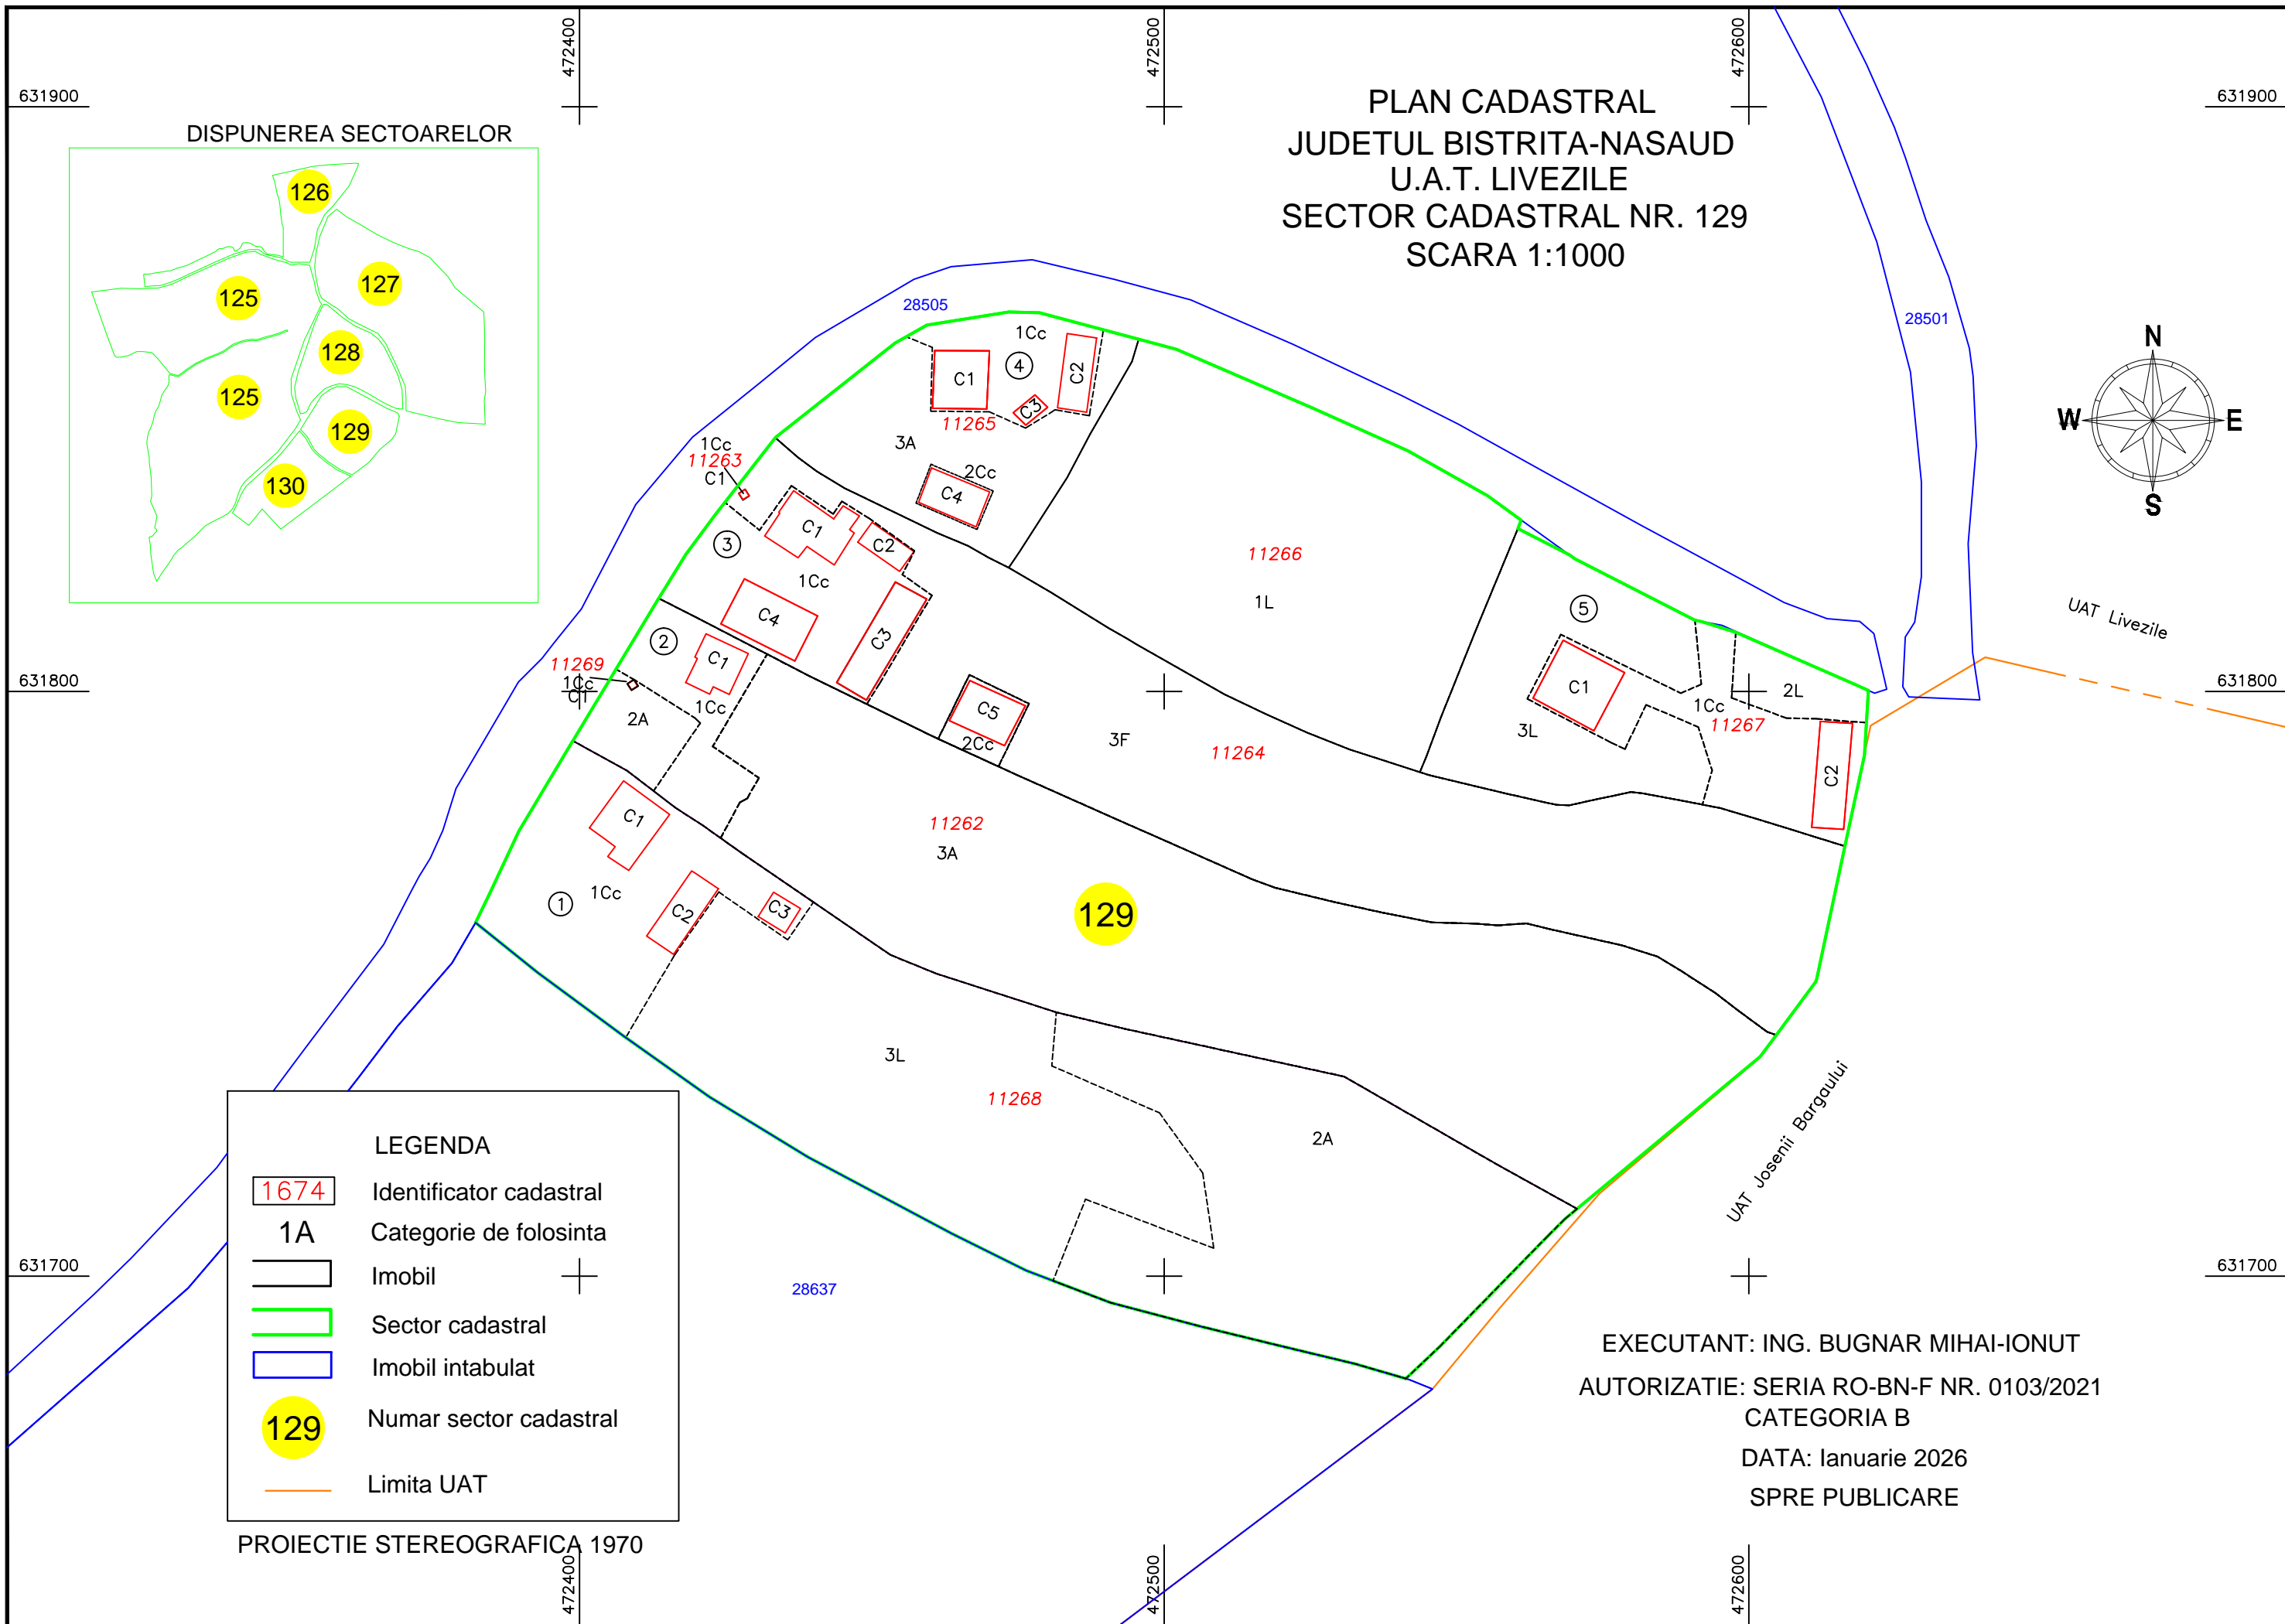 472400
472500
472600
631900
631900
DISPUNEREA SECTOARELOR
126
127
125
128
125
129
130
PLAN CADASTRAL
JUDETUL BISTRITA-NASAUD
U.A.T. LIVEZILE
SECTOR CADASTRAL NR. 129
SCARA 1:1000
28505
28501
N
W
E
S
1Cc
4
C1
C2
C3
11265
3A
2Cc
C4
1Cc
11263
C1
3
C1
C2
1Cc
C4
C3
11266
1L
5
UAT Livezile
2
C1
11269
1Cc
C1
1Cc
2A
C5
2Cc
3F
11264
C1
3L
1Cc
2L
11267
C2
631800
631800
C1
11262
3A
1
1Cc
C2
C3
129
3L
11268
2A
UAT Josenii Bargaului
28637
631700
631700
LEGENDA
1674 Identificator cadastral
1A Categorie de folosinta
Imobil
Sector cadastral
Imobil intabulat
129 Numar sector cadastral
Limita UAT
PROIECTIE STEREOGRAFICA 1970
EXECUTANT: ING. BUGNAR MIHAI-IONUT
AUTORIZATIE: SERIA RO-BN-F NR. 0103/2021
CATEGORIA B
DATA: Ianuarie 2026
SPRE PUBLICARE
472400
472500
472600